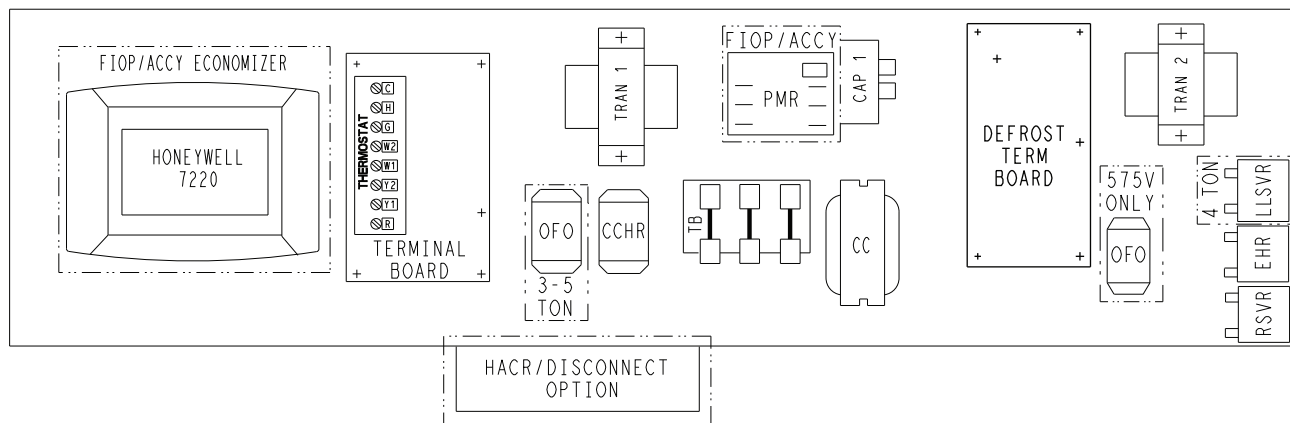 FIOP/ACCY ECONOMIZER
HONEYWELL
7220
THERMOSTAT
C
H
G
W2
W1
Y2
Y1
R
TERMINAL
BOARD
TRAN 1
OFO
3-5
TON
CCHR
FIOP/ACCY
PMR
CAP 1
TB
CC
DEFROST
TERM
BOARD
TRAN 2
575V
ONLY
OFO
4 TON
LLSVR
EHR
RSVR
HACR/DISCONNECT
OPTION